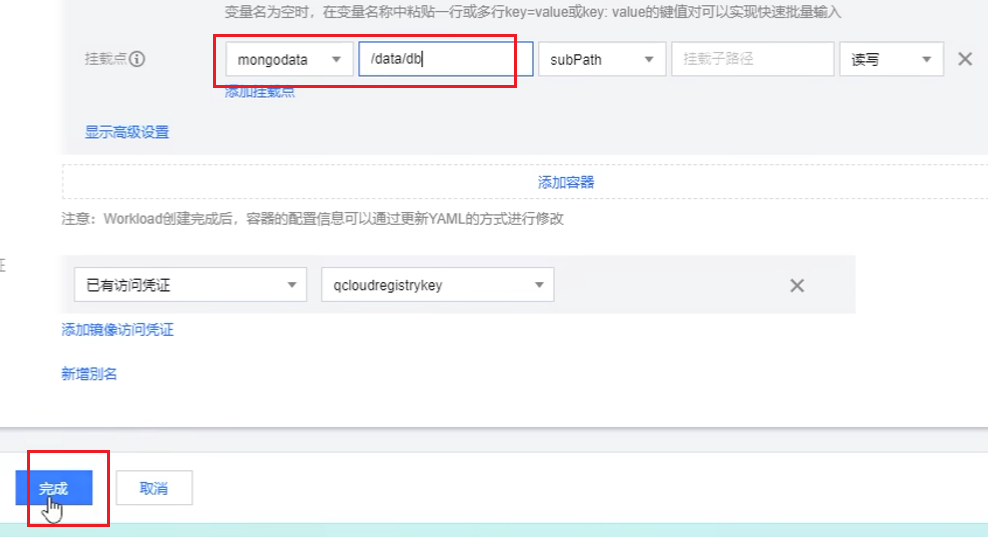 变量名为空时，在变量名称中粘贴一行或多行key=value或key: value的键值对可以实现快速批量输入
挂载点 mongodata /data/db subPath 挂载子路径 读写
添加挂载点
显示高级设置
添加容器
注意：Workload创建完成后，容器的配置信息可以通过更新YAML的方式进行修改
已有访问凭证 qcloudregistrykey
添加镜像访问凭证
新增别名
完成 取消